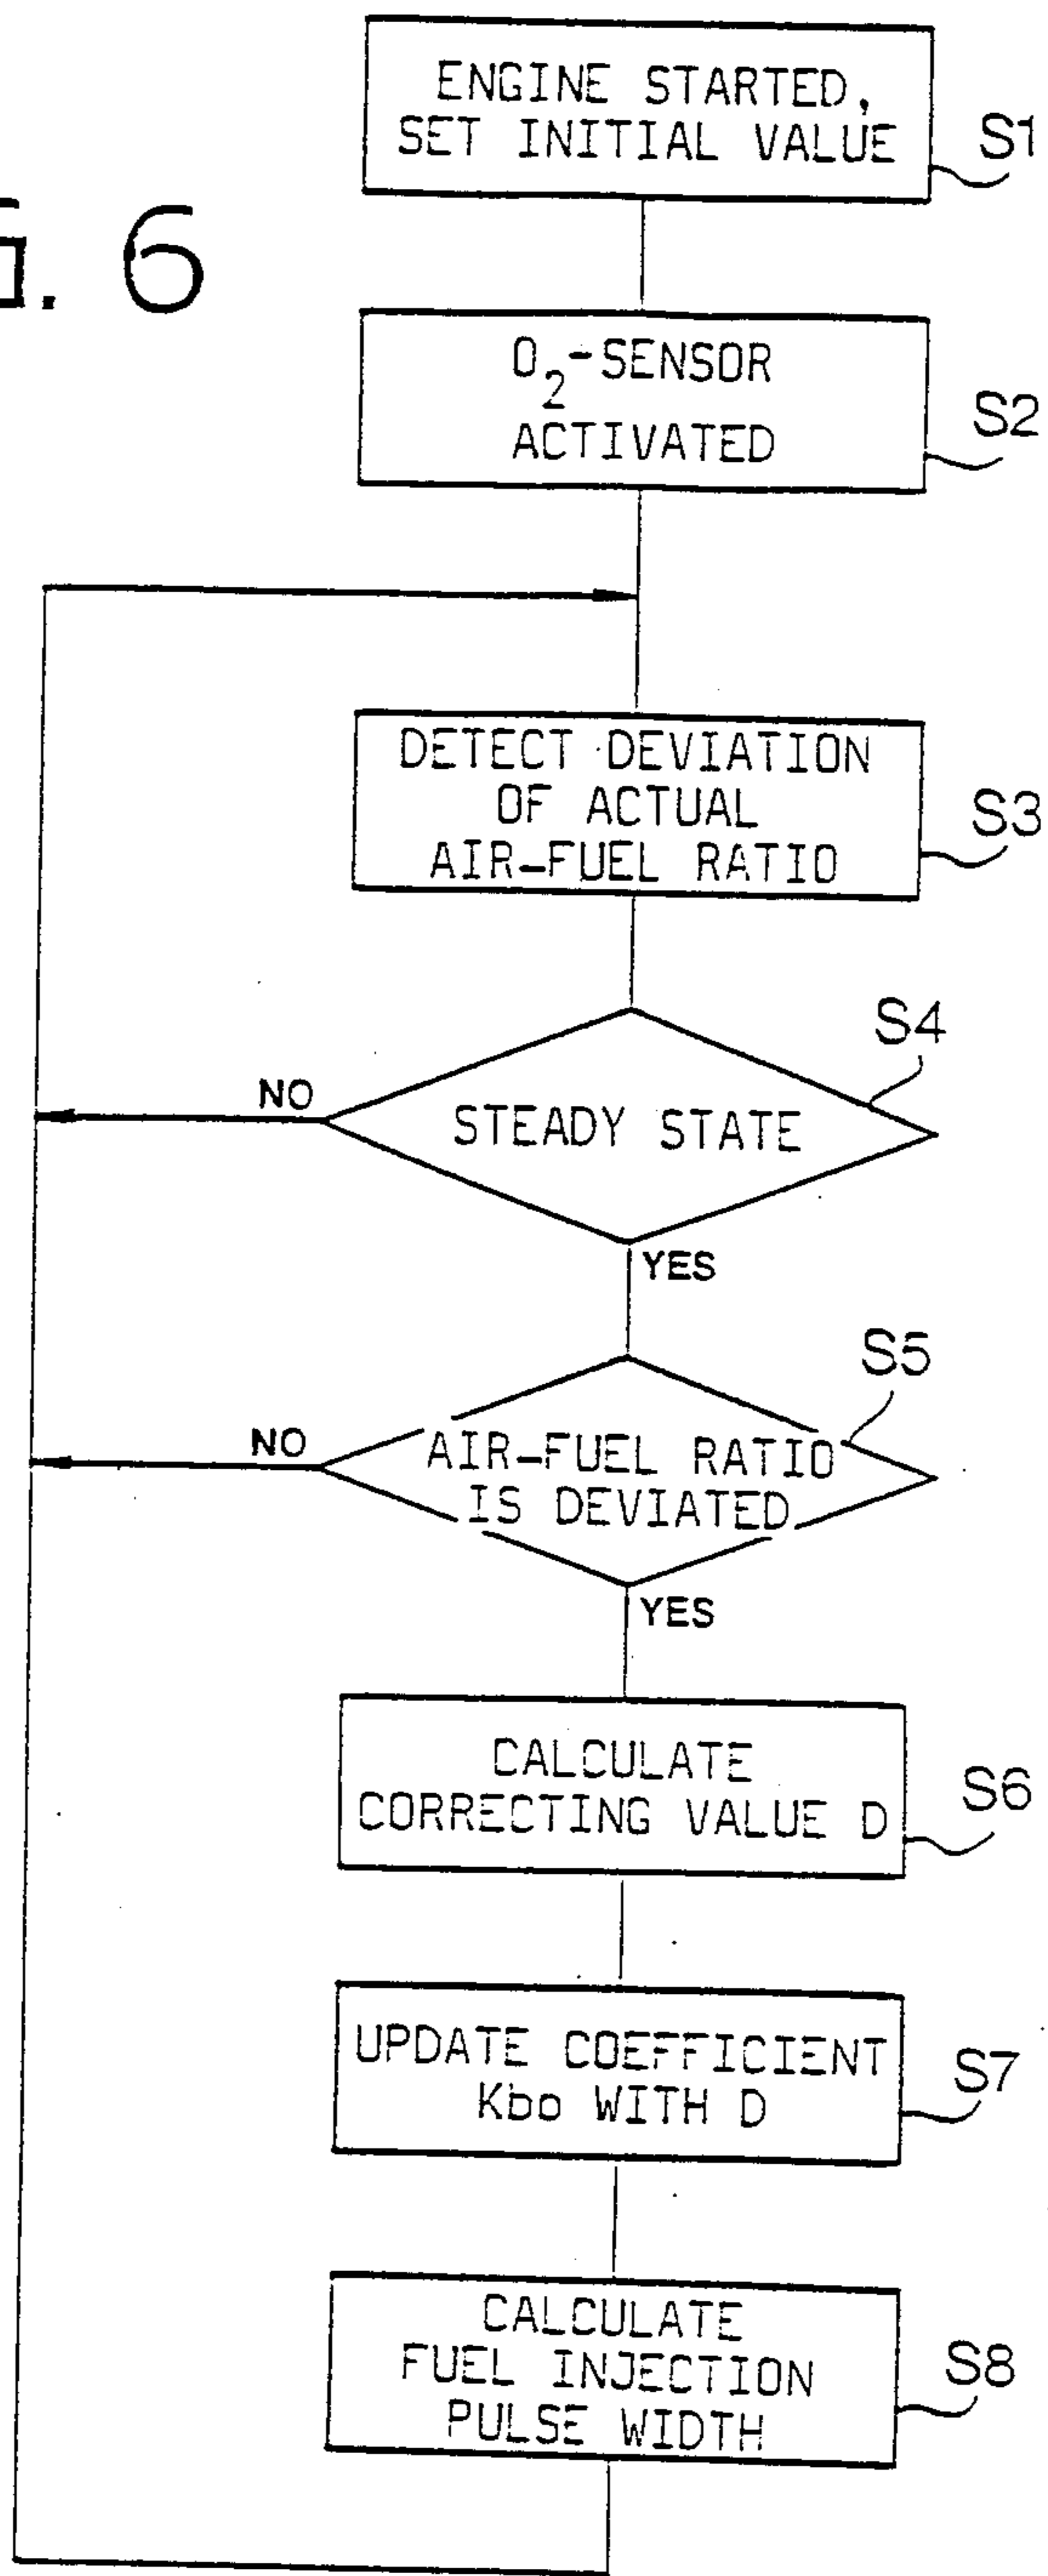 G. 6
ENGINE STARTED,
SET INITIAL VALUE
S1
O₂-SENSOR
ACTIVATED
S2
DETECT DEVIATION
OF ACTUAL
AIR-FUEL RATIO
S3
S4
NO
STEADY STATE
YES
S5
NO
AIR-FUEL RATIO
IS DEVIATED
YES
CALCULATE
CORRECTING VALUE D
S6
UPDATE COEFFICIENT
Kbo WITH D
S7
CALCULATE
FUEL INJECTION
PULSE WIDTH
S8